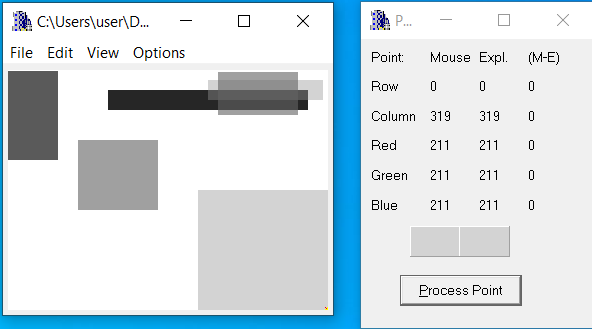 C:\Users\user\D...
File Edit View Options
P...
Point: Mouse Expl. (M-E)
Row 0 0 0
Column 319 319 0
Red 211 211 0
Green 211 211 0
Blue 211 211 0
Process Point